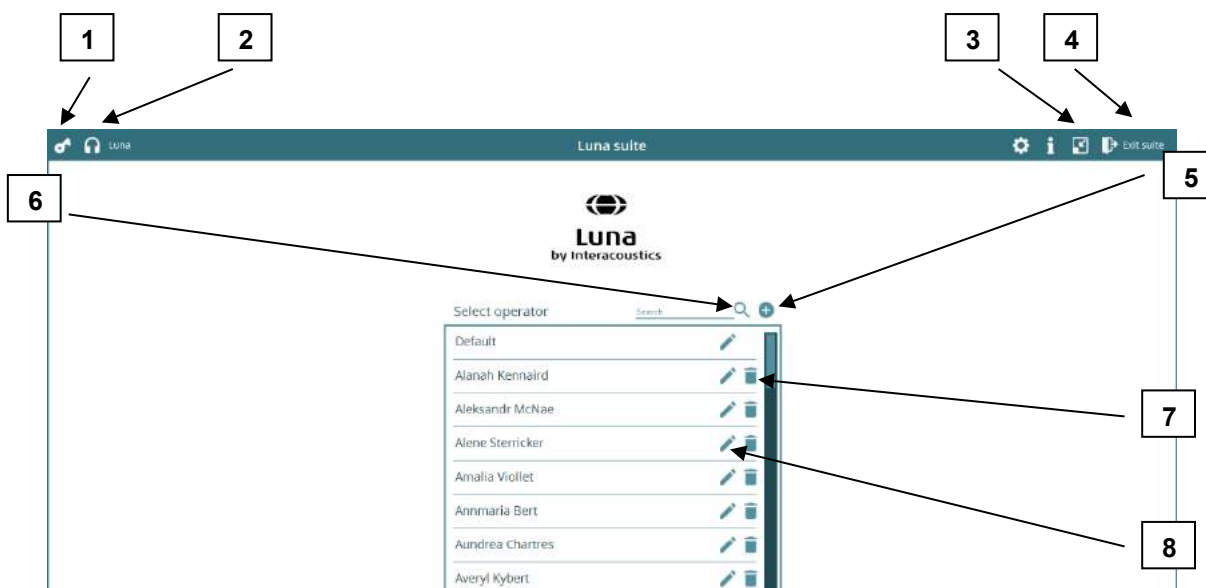 1
2
3
4
Luna
Luna suite
Exit suite
5
6
Luna
by Interacoustics
Select operator
Search
Default
Alanah Kennaird
Aleksandr McNae
7
Alene Sterricker
Amalia Viollet
Annmaria Bert
Aundrea Chartres
8
Averyl Kybert